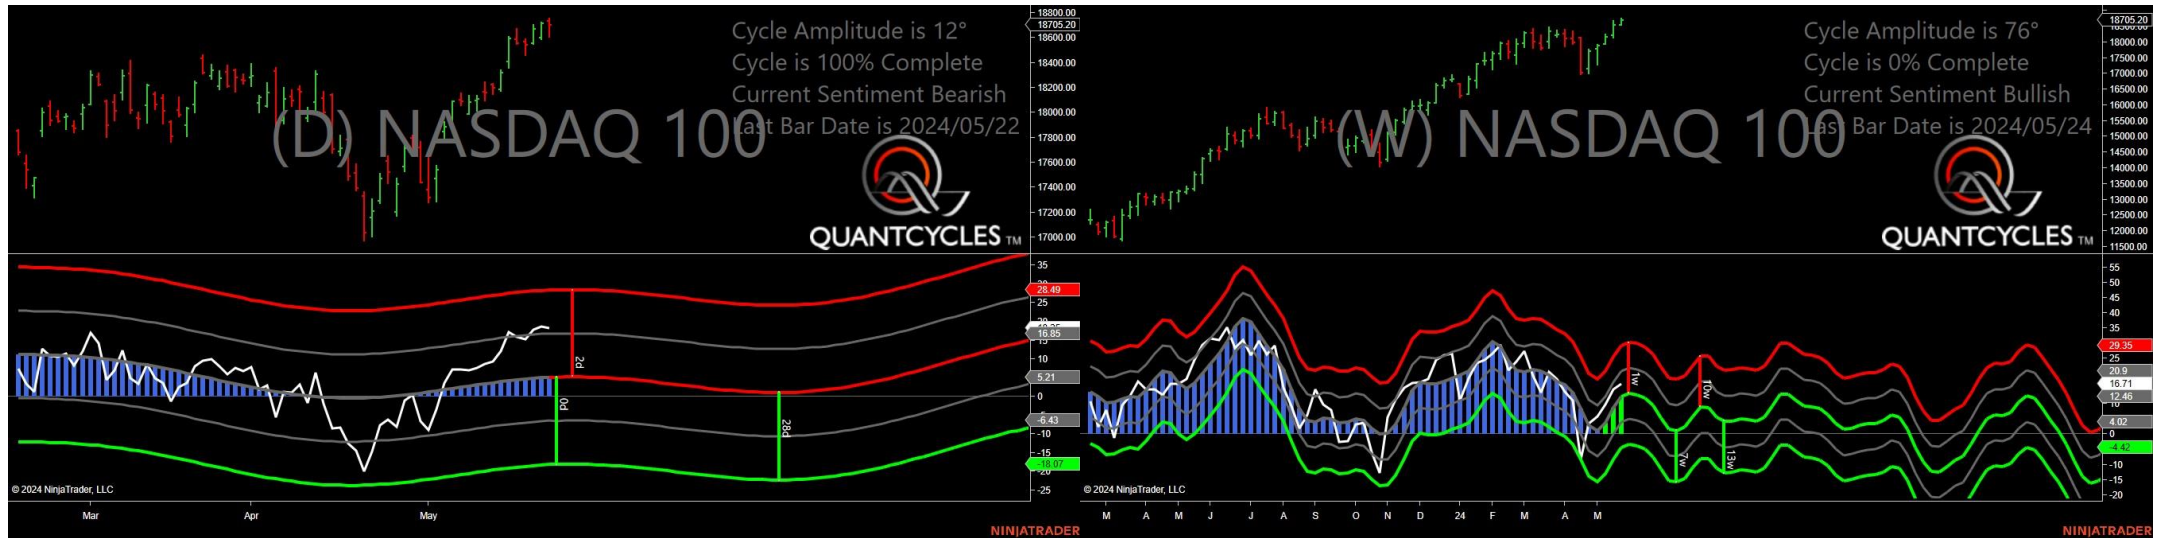 Cycle Amplitude is 12°
Cycle is 100% Complete
Current Sentiment Bearish
Last Bar Date is 2024/05/22
(D) NASDAQ 100
QUANTCYCLES TM
18800.00
18705.20
18600.00
18400.00
18200.00
18000.00
17800.00
17600.00
17400.00
17200.00
17000.00
35
28.49
25
16.85
10
5.21
0
-6.43
-10
-15
-18.07
-25
2d
0d
28d
© 2024 NinjaTrader, LLC
Mar Apr May
NINJATRADER
Cycle Amplitude is 76°
Cycle is 0% Complete
Current Sentiment Bullish
Last Bar Date is 2024/05/24
(W) NASDAQ 100
QUANTCYCLES TM
18705.20
18000.00
17500.00
17000.00
16500.00
16000.00
15500.00
15000.00
14500.00
14000.00
13500.00
13000.00
12500.00
12000.00
11500.00
55
50
45
40
35
29.35
25
20.9
16.71
12.46
4.02
0
-4.42
-10
-15
-20
1w
10w
7w
13w
© 2024 NinjaTrader, LLC
M A M J J A S O N D 24 F M A M
NINJATRADER